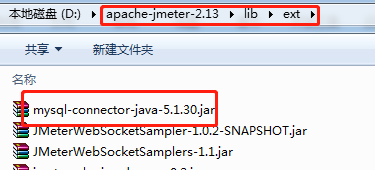 本地磁盘 (D:) ▸ apache-jmeter-2.13 ▸ lib ▸ ext ▸
共享 ▼ 新建文件夹
名称
mysql-connector-java-5.1.30.jar
JMeterWebSocketSampler-1.0.2-SNAPSHOT.jar
JMeterWebSocketSamplers-1.1.jar